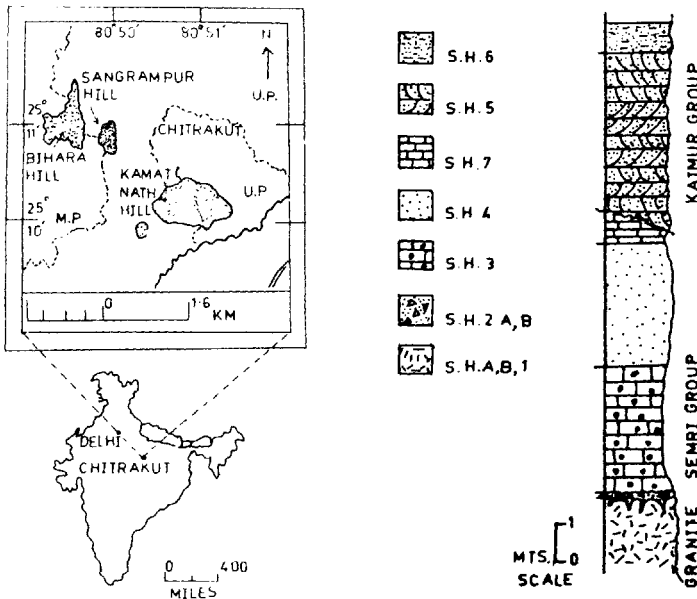 80° 50'
80° 51'
N
U.P.
SANGRAMPUR
HILL
25°
11'
CHITRAKUT
BIHARA
HILL
KAMAT
NATH
HILL
U.P
M.P
25°
10'
0
1·6
KM
DELHI
CHITRAKUT
0 400
MILES
S.H.6
S.H.5
S.H.7
S.H 4
S.H.3
S.H.2 A,B
S.H.A,B,1
1
0
MTS.
SCALE
KAIMUR GROUP
SEMRI GROUP
GRANITE